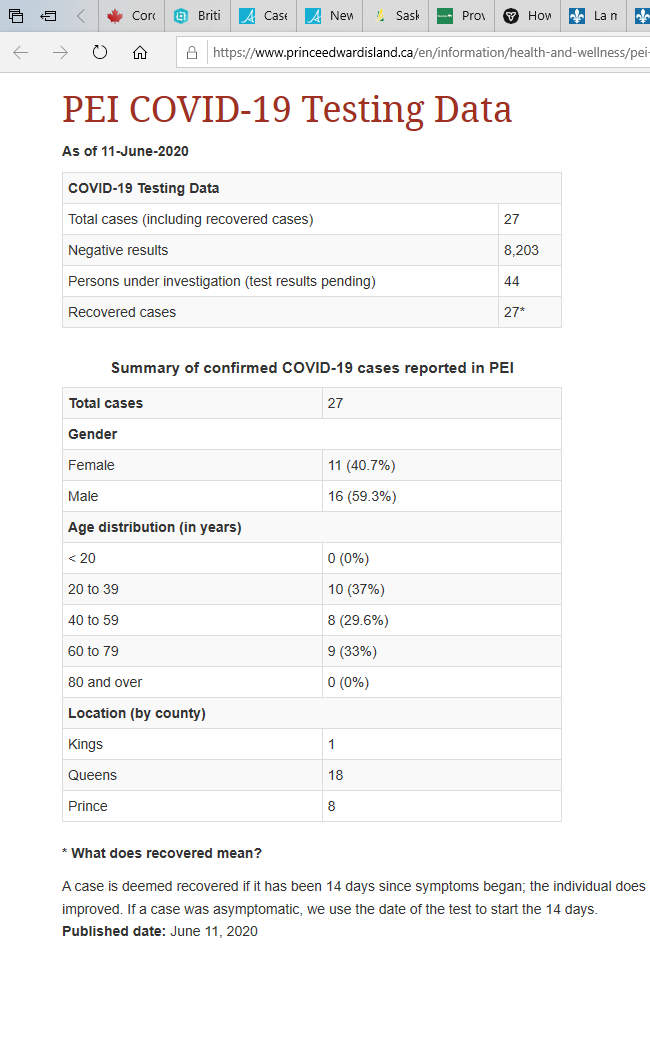 Coro
Briti
Case
New
Sask
Prov
How
La n
https://www.princeedwardisland.ca/en/information/health-and-wellness/pei-
PEI COVID-19 Testing Data
As of 11-June-2020
COVID-19 Testing Data
Total cases (including recovered cases) 27
Negative results 8,203
Persons under investigation (test results pending) 44
Recovered cases 27*
Summary of confirmed COVID-19 cases reported in PEI
Total cases 27
Gender
Female 11 (40.7%)
Male 16 (59.3%)
Age distribution (in years)
< 20 0 (0%)
20 to 39 10 (37%)
40 to 59 8 (29.6%)
60 to 79 9 (33%)
80 and over 0 (0%)
Location (by county)
Kings 1
Queens 18
Prince 8
* What does recovered mean?
A case is deemed recovered if it has been 14 days since symptoms began; the individual does
improved. If a case was asymptomatic, we use the date of the test to start the 14 days.
Published date: June 11, 2020